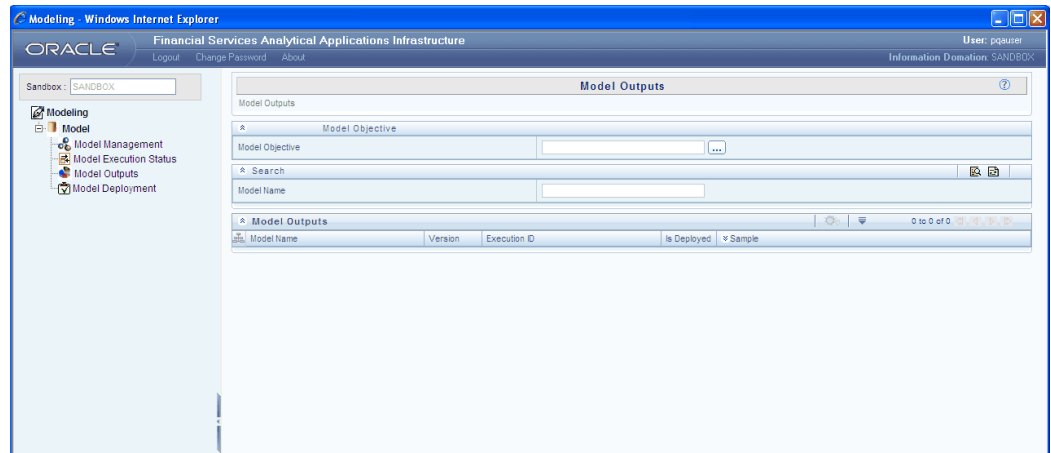 Modeling - Windows Internet Explorer
ORACLE
Financial Services Analytical Applications Infrastructure
User: pqauser
Logout Change Password About
Information Domation: SANDBOX
Sandbox : SANDBOX
Modeling
Model
Model Management
Model Execution Status
Model Outputs
Model Deployment
Model Outputs
Model Outputs
Model Objective
Model Objective
...
Search
Model Name
Model Outputs
0 to 0 of 0
Model Name Version Execution ID Is Deployed Sample